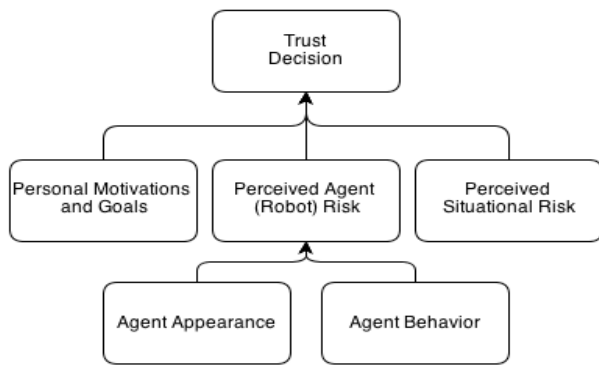 Trust
Decision
Personal Motivations
and Goals
Perceived Agent
(Robot) Risk
Perceived
Situational Risk
Agent Appearance
Agent Behavior